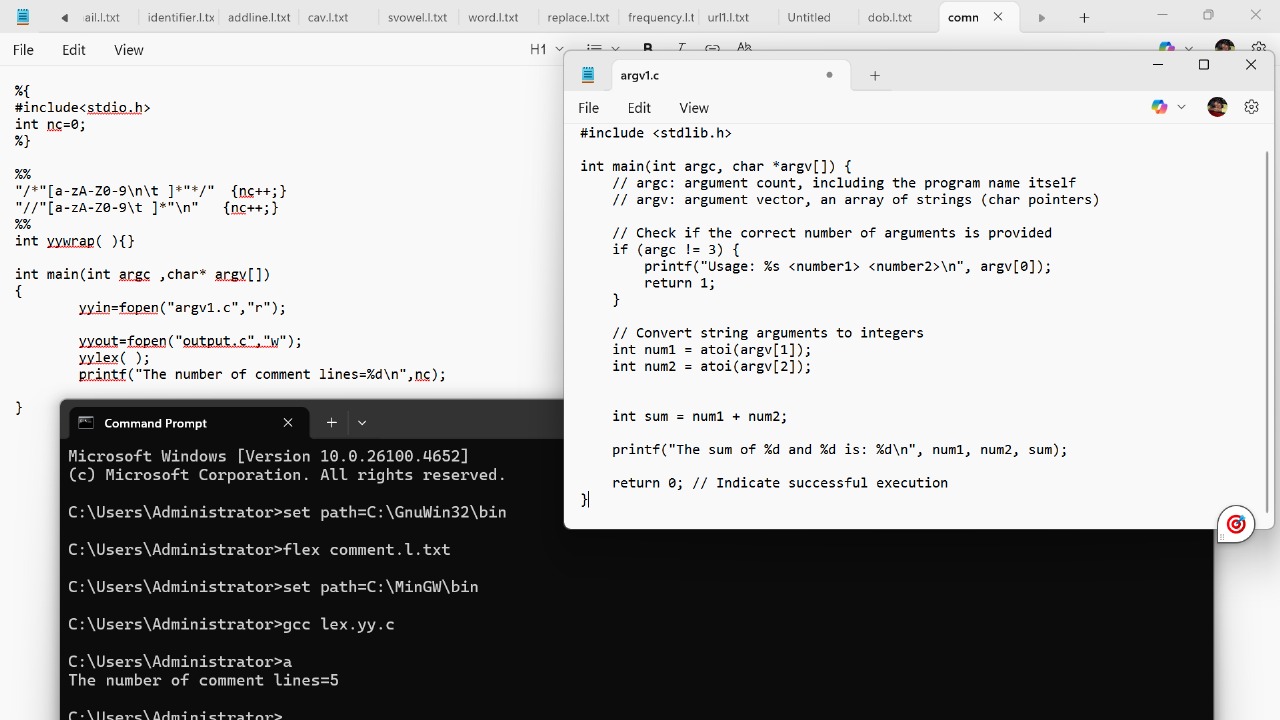 ail.l.txt identifier.l.tx addline.l.txt cav.l.txt svowel.l.txt word.l.txt replace.l.txt frequency.l.t url1.l.txt Untitled dob.l.txt comn
File Edit View H1
%{
#include<stdio.h>
int nc=0;
%}
%%
"/*"[a-zA-Z0-9\n\t ]*"*/"  {nc++;}
"//"[a-zA-Z0-9\t ]*"\n"   {nc++;}
%%
int yywrap( ){}
int main(int argc ,char* argv[])
{
yyin=fopen("argv1.c","r");
yyout=fopen("output.c","w");
yylex( );
printf("The number of comment lines=%d\n",nc);
}
argv1.c
File Edit View
#include <stdlib.h>
int main(int argc, char *argv[]) {
// argc: argument count, including the program name itself
// argv: argument vector, an array of strings (char pointers)
// Check if the correct number of arguments is provided
if (argc != 3) {
printf("Usage: %s <number1> <number2>\n", argv[0]);
return 1;
}
// Convert string arguments to integers
int num1 = atoi(argv[1]);
int num2 = atoi(argv[2]);
int sum = num1 + num2;
printf("The sum of %d and %d is: %d\n", num1, num2, sum);
return 0; // Indicate successful execution
}
Command Prompt
Microsoft Windows [Version 10.0.26100.4652]
(c) Microsoft Corporation. All rights reserved.
C:\Users\Administrator>set path=C:\GnuWin32\bin
C:\Users\Administrator>flex comment.l.txt
C:\Users\Administrator>set path=C:\MinGW\bin
C:\Users\Administrator>gcc lex.yy.c
C:\Users\Administrator>a
The number of comment lines=5
C:\Users\Administrator>